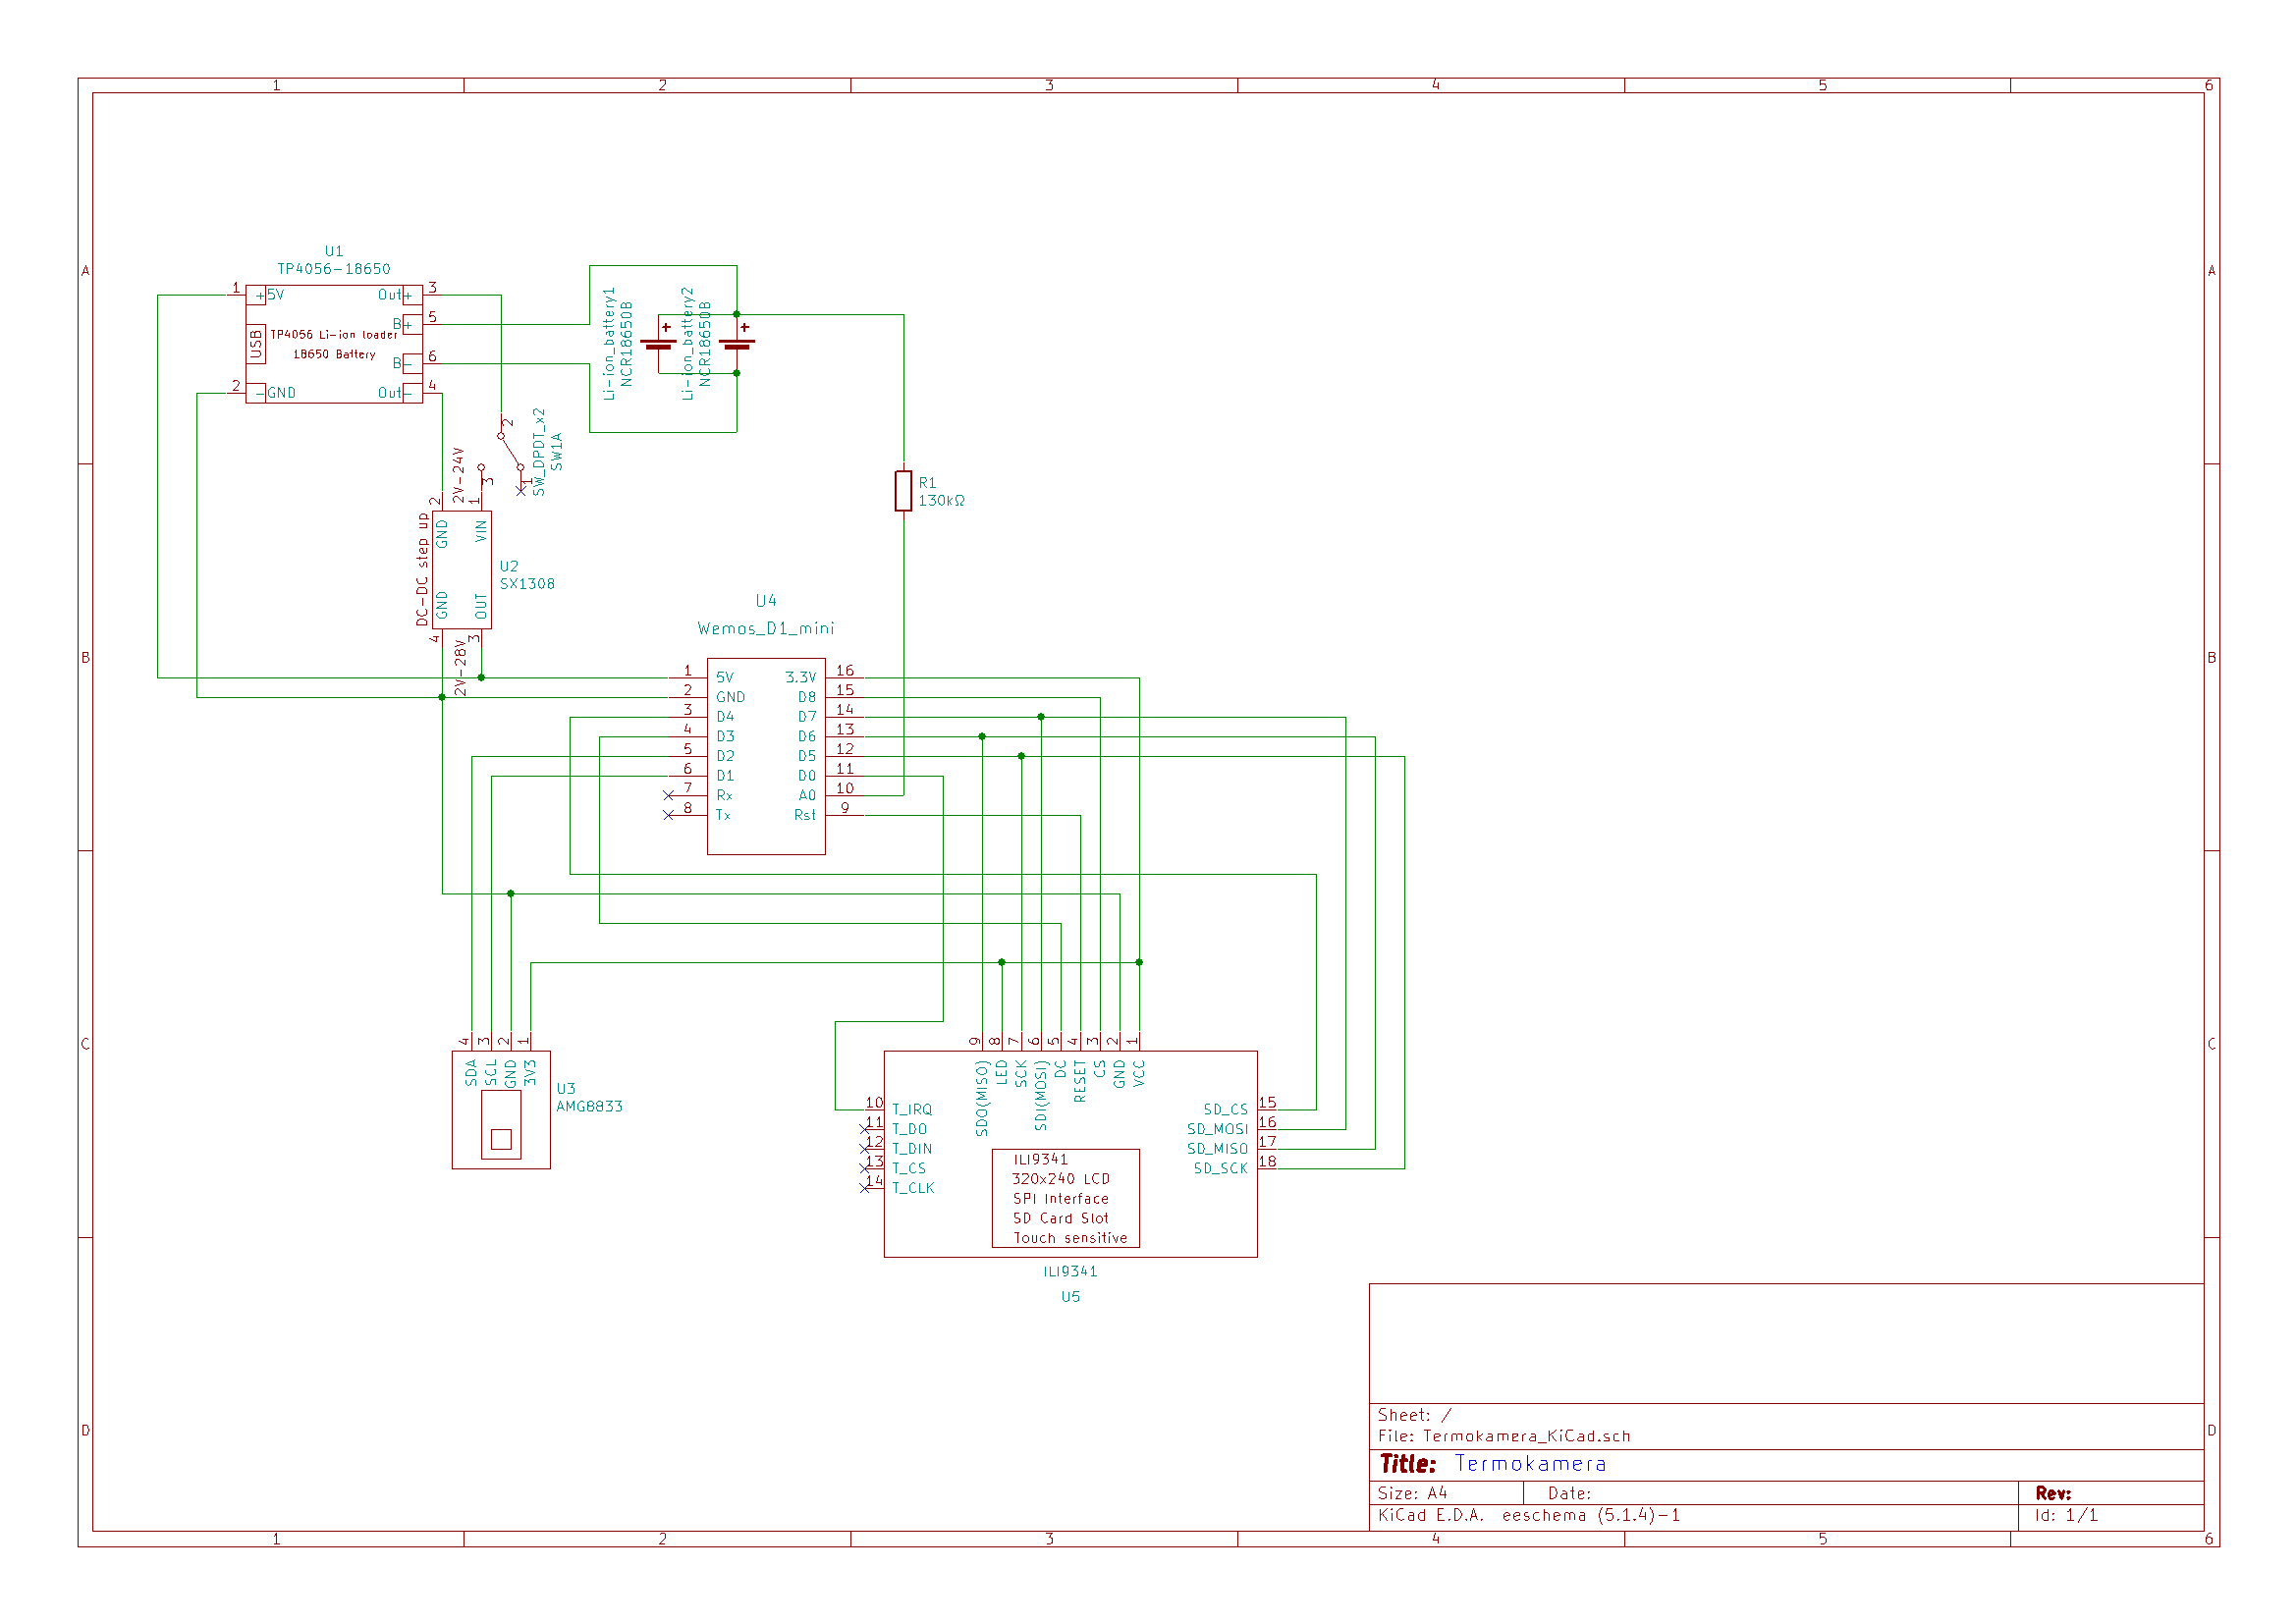 1 2 3 4 5 6
A A
B B
C C
D D
1 2 3 4 5 6
U1
TP4056-18650
1 +5V
Out+ 3
B+ 5
USB
TP4056 Li-ion loader
18650 Battery
B- 6
2 -GND
Out- 4
Li-ion_battery1
NCR18650B
Li-ion_battery2
NCR18650B
+ +
SW_DPDT_x2
SW1A
2
3
1
R1
130kΩ
2V-24V
DC-DC step up
2 GND
1 VIN
4 GND
3 OUT
2V-28V
U2
SX1308
U4
Wemos_D1_mini
1 5V 3.3V 16
2 GND D8 15
3 D4 D7 14
4 D3 D6 13
5 D2 D5 12
6 D1 D0 11
7 Rx A0 10
8 Tx Rst 9
4 SDA
3 SCL
2 GND
1 3V3
U3
AMG8833
9 SDO(MISO)
8 LED
7 SCK
6 SDI(MOSI)
5 DC
4 RESET
3 CS
2 GND
1 VCC
10 T_IRQ
11 T_DO
12 T_DIN
13 T_CS
14 T_CLK
SD_CS 15
SD_MOSI 16
SD_MISO 17
SD_SCK 18
ILI9341
320x240 LCD
SPI Interface
SD Card Slot
Touch sensitive
ILI9341
U5
Sheet: /
File: Termokamera_KiCad.sch
Title: Termokamera
Size: A4 Date: Rev:
KiCad E.D.A. eeschema (5.1.4)-1 Id: 1/1